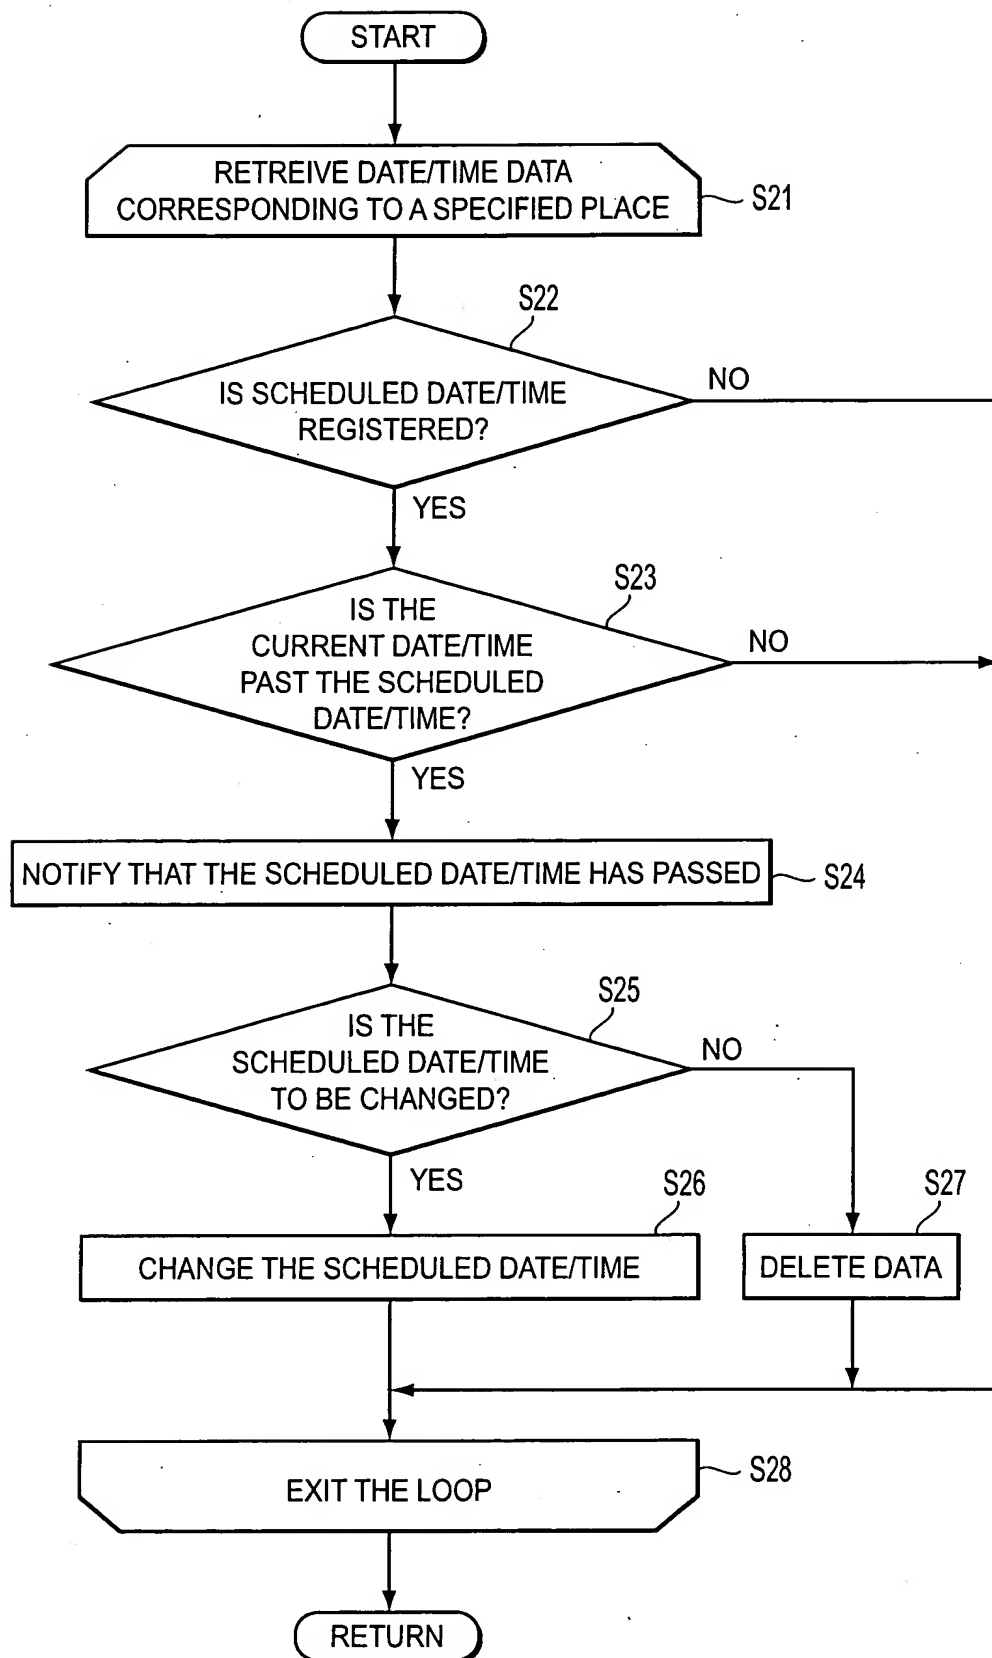 START
RETREIVE DATE/TIME DATA
CORRESPONDING TO A SPECIFIED PLACE
S21
S22
IS SCHEDULED DATE/TIME
REGISTERED?
NO
YES
S23
IS THE
CURRENT DATE/TIME
PAST THE SCHEDULED
DATE/TIME?
NO
YES
NOTIFY THAT THE SCHEDULED DATE/TIME HAS PASSED
S24
S25
IS THE
SCHEDULED DATE/TIME
TO BE CHANGED?
NO
YES
S26
CHANGE THE SCHEDULED DATE/TIME
S27
DELETE DATA
EXIT THE LOOP
S28
RETURN